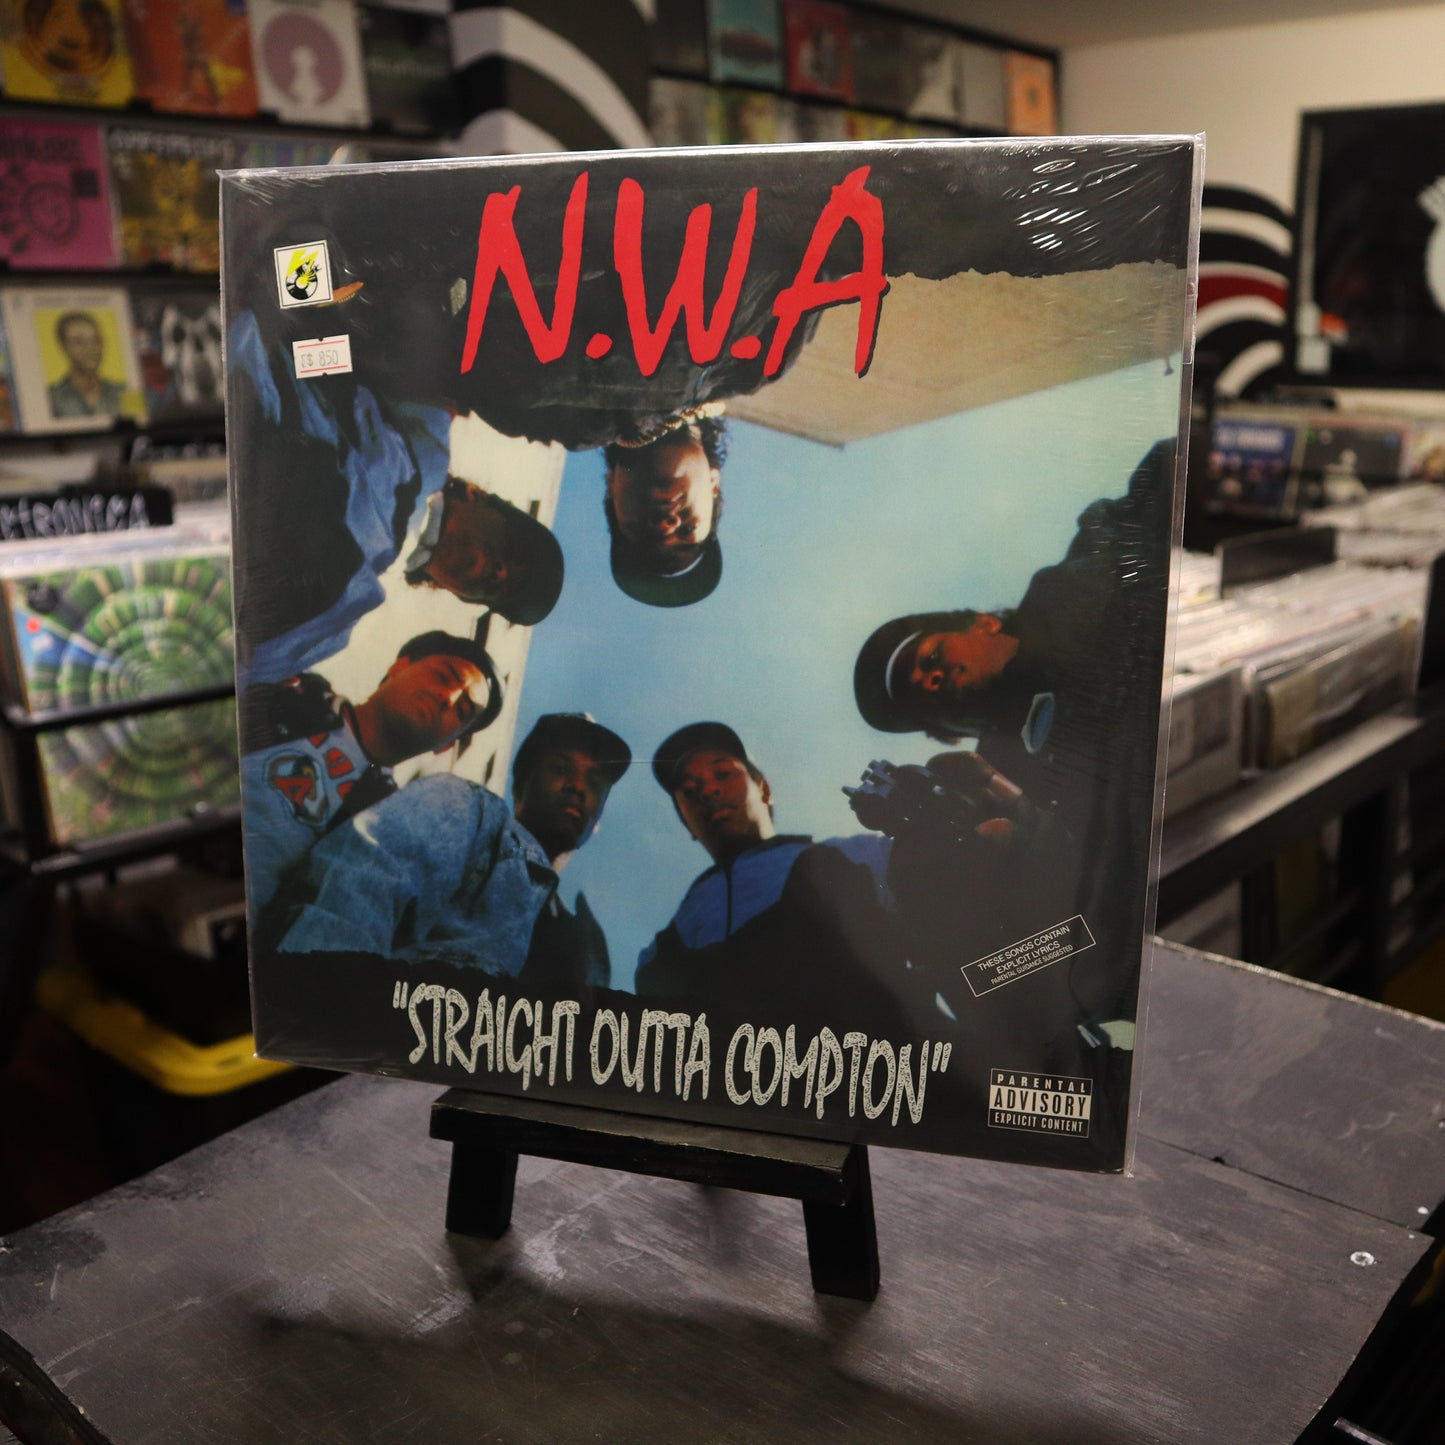 N.W.A
$ 850
"STRAIGHT OUTTA COMPTON"
THESE SONGS CONTAIN
EXPLICIT LYRICS
PARENTAL GUIDANCE SUGGESTED
PARENTAL
ADVISORY
EXPLICIT CONTENT